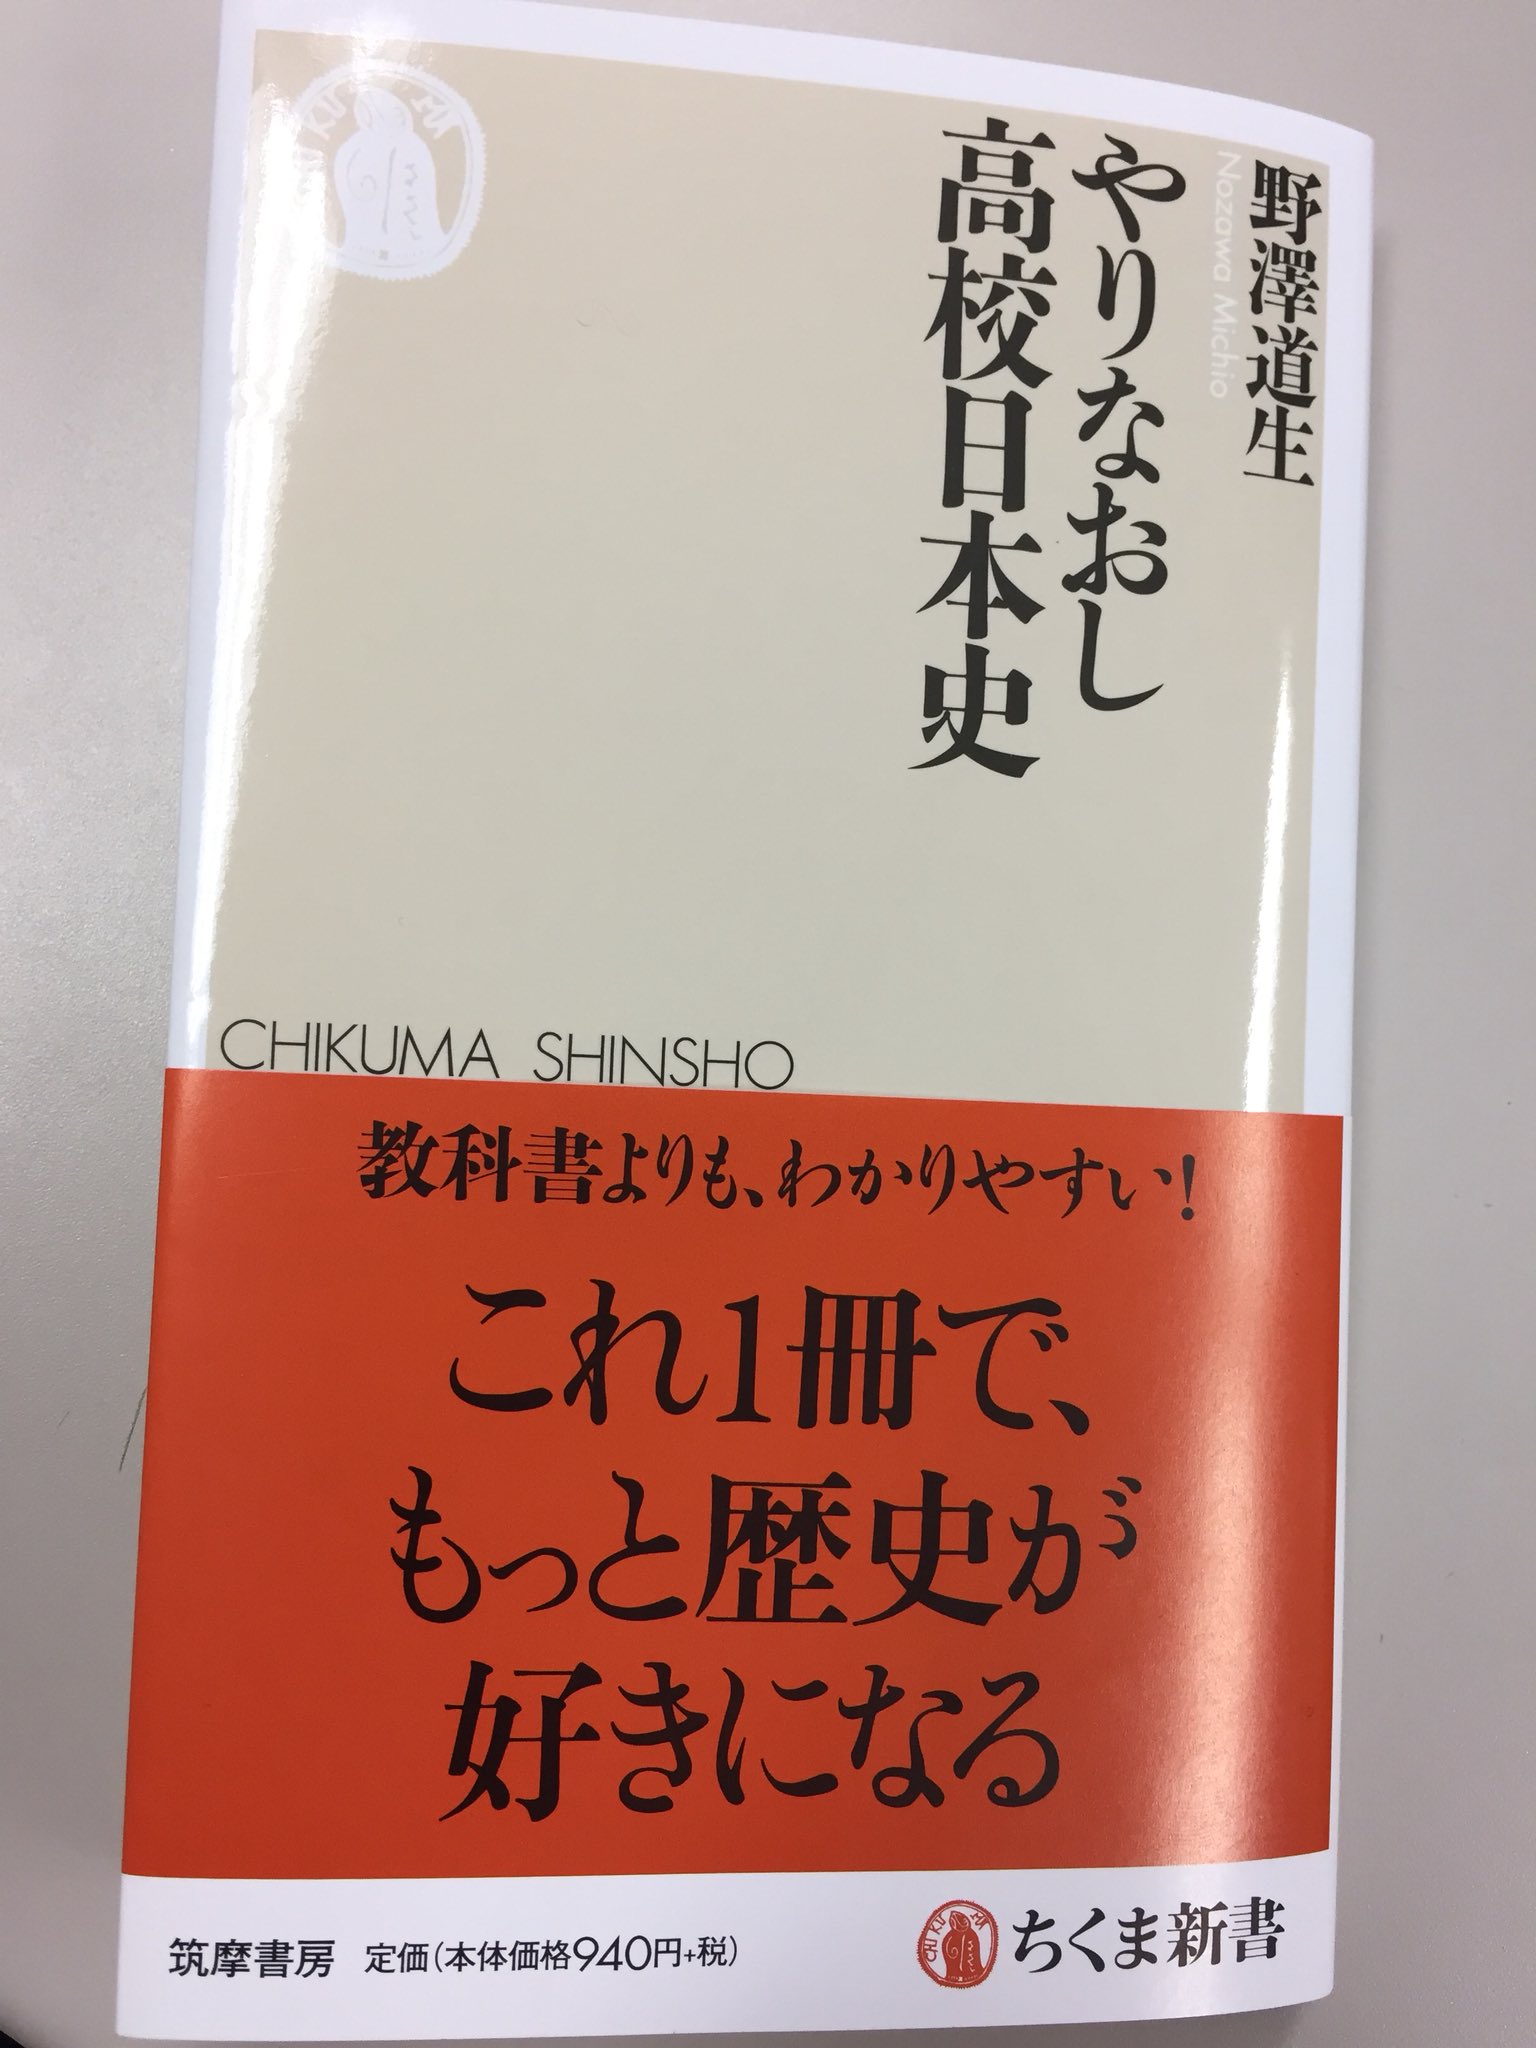 野澤道生
Nozawa Michio
やりなおし
高校日本史
CHIKUMA SHINSHO
教科書よりも、わかりやすい!
これ1冊で、
もっと歴史が
好きになる
筑摩書房 定価(本体価格940円+税)
CHIKUMA
ちくま新書